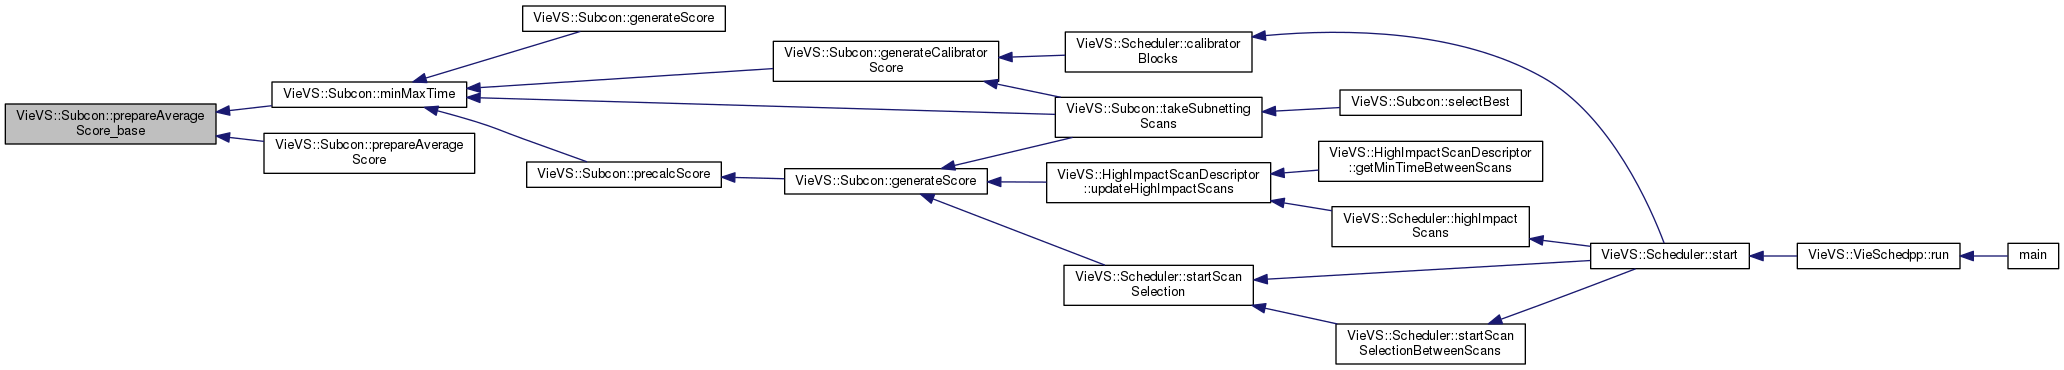 VieVS::Subcon::prepareAverage
Score_base
VieVS::Subcon::minMaxTime
VieVS::Subcon::prepareAverage
Score
VieVS::Subcon::generateScore
VieVS::Subcon::precalcScore
VieVS::Subcon::generateCalibrator
Score
VieVS::Subcon::generateScore
VieVS::Scheduler::calibrator
Blocks
VieVS::Subcon::takeSubnetting
Scans
VieVS::HighImpactScanDescriptor
::updateHighImpactScans
VieVS::Scheduler::startScan
Selection
VieVS::Subcon::selectBest
VieVS::HighImpactScanDescriptor
::getMinTimeBetweenScans
VieVS::Scheduler::highImpact
Scans
VieVS::Scheduler::startScan
SelectionBetweenScans
VieVS::Scheduler::start
VieVS::VieSchedpp::run
main